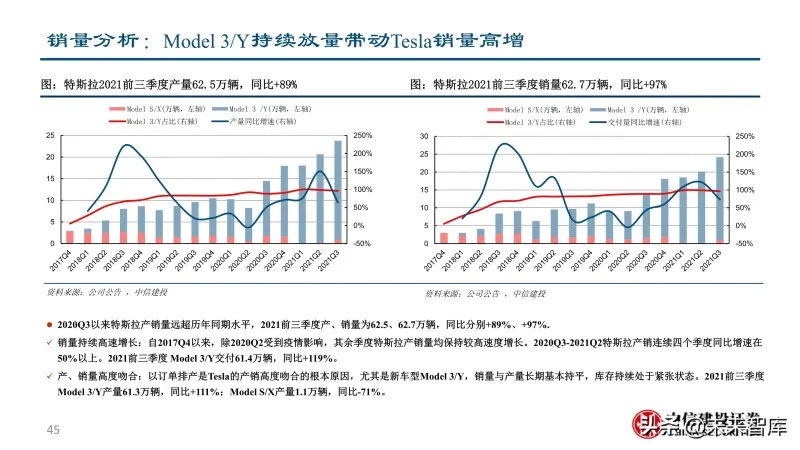 销量分析：Model 3/Y持续放量带动Tesla销量高增
图：特斯拉2021前三季度产量62.5万辆，同比+89%
Model S/X(万辆，左轴) Model 3 /Y(万辆，左轴)
Model 3/Y占比(右轴) 产量同比增速(右轴)
25 250%
20 200%
150%
15 100%
10 50%
5 0%
0 -50%
2017Q4 2018Q1 2018Q2 2018Q3 2018Q4 2019Q1 2019Q2 2019Q3 2019Q4 2020Q1 2020Q2 2020Q3 2020Q4 2021Q1 2021Q2 2021Q3
资料来源：公司公告，中信建投
图：特斯拉2021前三季度销量62.7万辆，同比+97%
Model S/X(万辆，左轴) Model 3 /Y(万辆，左轴)
Model 3/Y占比(右轴) 交付量同比增速(右轴)
30 250%
25 200%
20 150%
15 100%
10 50%
5 0%
0 -50%
2017Q4 2018Q1 2018Q2 2018Q3 2018Q4 2019Q1 2019Q2 2019Q3 2019Q4 2020Q1 2020Q2 2020Q3 2020Q4 2021Q1 2021Q2 2021Q3
资料来源：公司公告，中信建投
2020Q3以来特斯拉产销量远超历年同期水平，2021前三季度产、销量为62.5、62.7万辆，同比分别+89%、+97%.
销量持续高速增长：自2017Q4以来，除2020Q2受到疫情影响，其余季度特斯拉产销量均保持较高速度增长。2020Q3-2021Q2特斯拉产销连续四个季度同比增速在
50%以上。2021前三季度 Model 3/Y交付61.4万辆，同比+119%。
产、销量高度吻合：以订单排产是Tesla的产销高度吻合的根本原因，尤其是新车型Model 3/Y，销量与产量长期基本持平，库存持续处于紧张状态。2021前三季度
Model 3/Y产量61.3万辆，同比+111%；Model S/X产量1.1万辆，同比-71%。
45
中信建投证券
CHINA SECURITIES
头条@未来智库